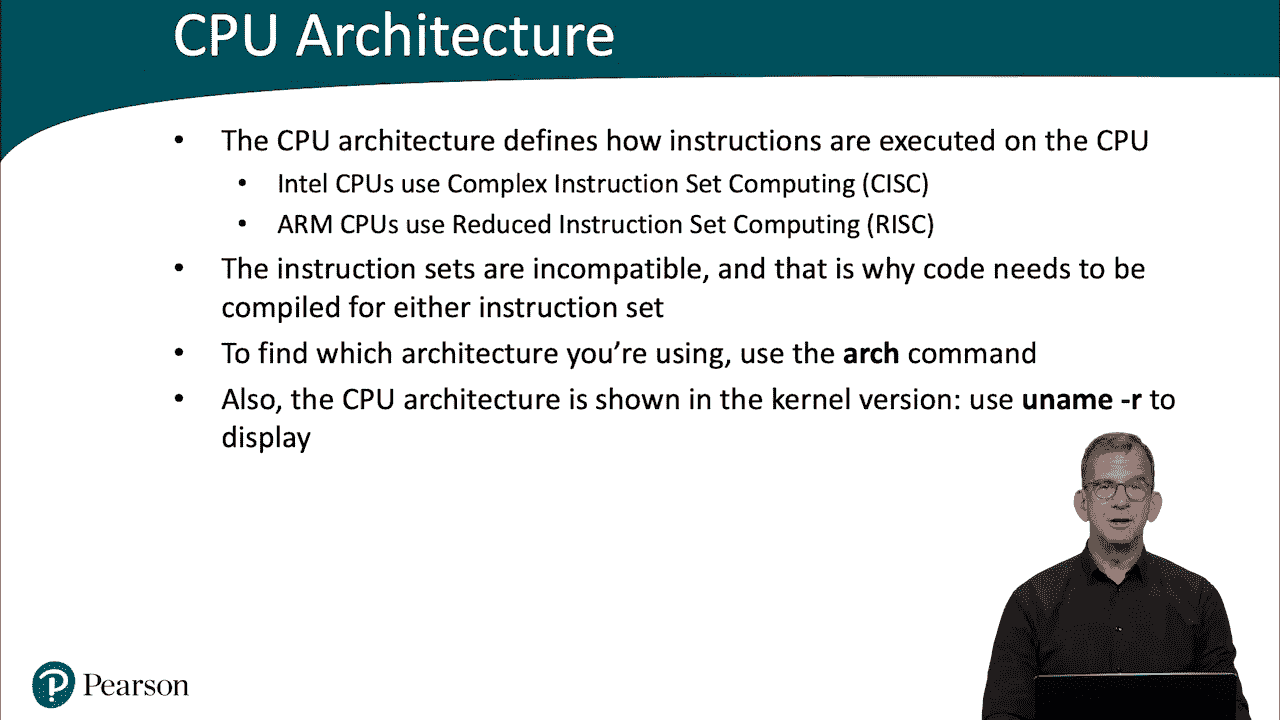 CPU Architecture
• The CPU architecture defines how instructions are executed on the CPU
• Intel CPUs use Complex Instruction Set Computing (CISC)
• ARM CPUs use Reduced Instruction Set Computing (RISC)
• The instruction sets are incompatible, and that is why code needs to be
compiled for either instruction set
• To find which architecture you’re using, use the arch command
• Also, the CPU architecture is shown in the kernel version: use uname -r to
display
Pearson